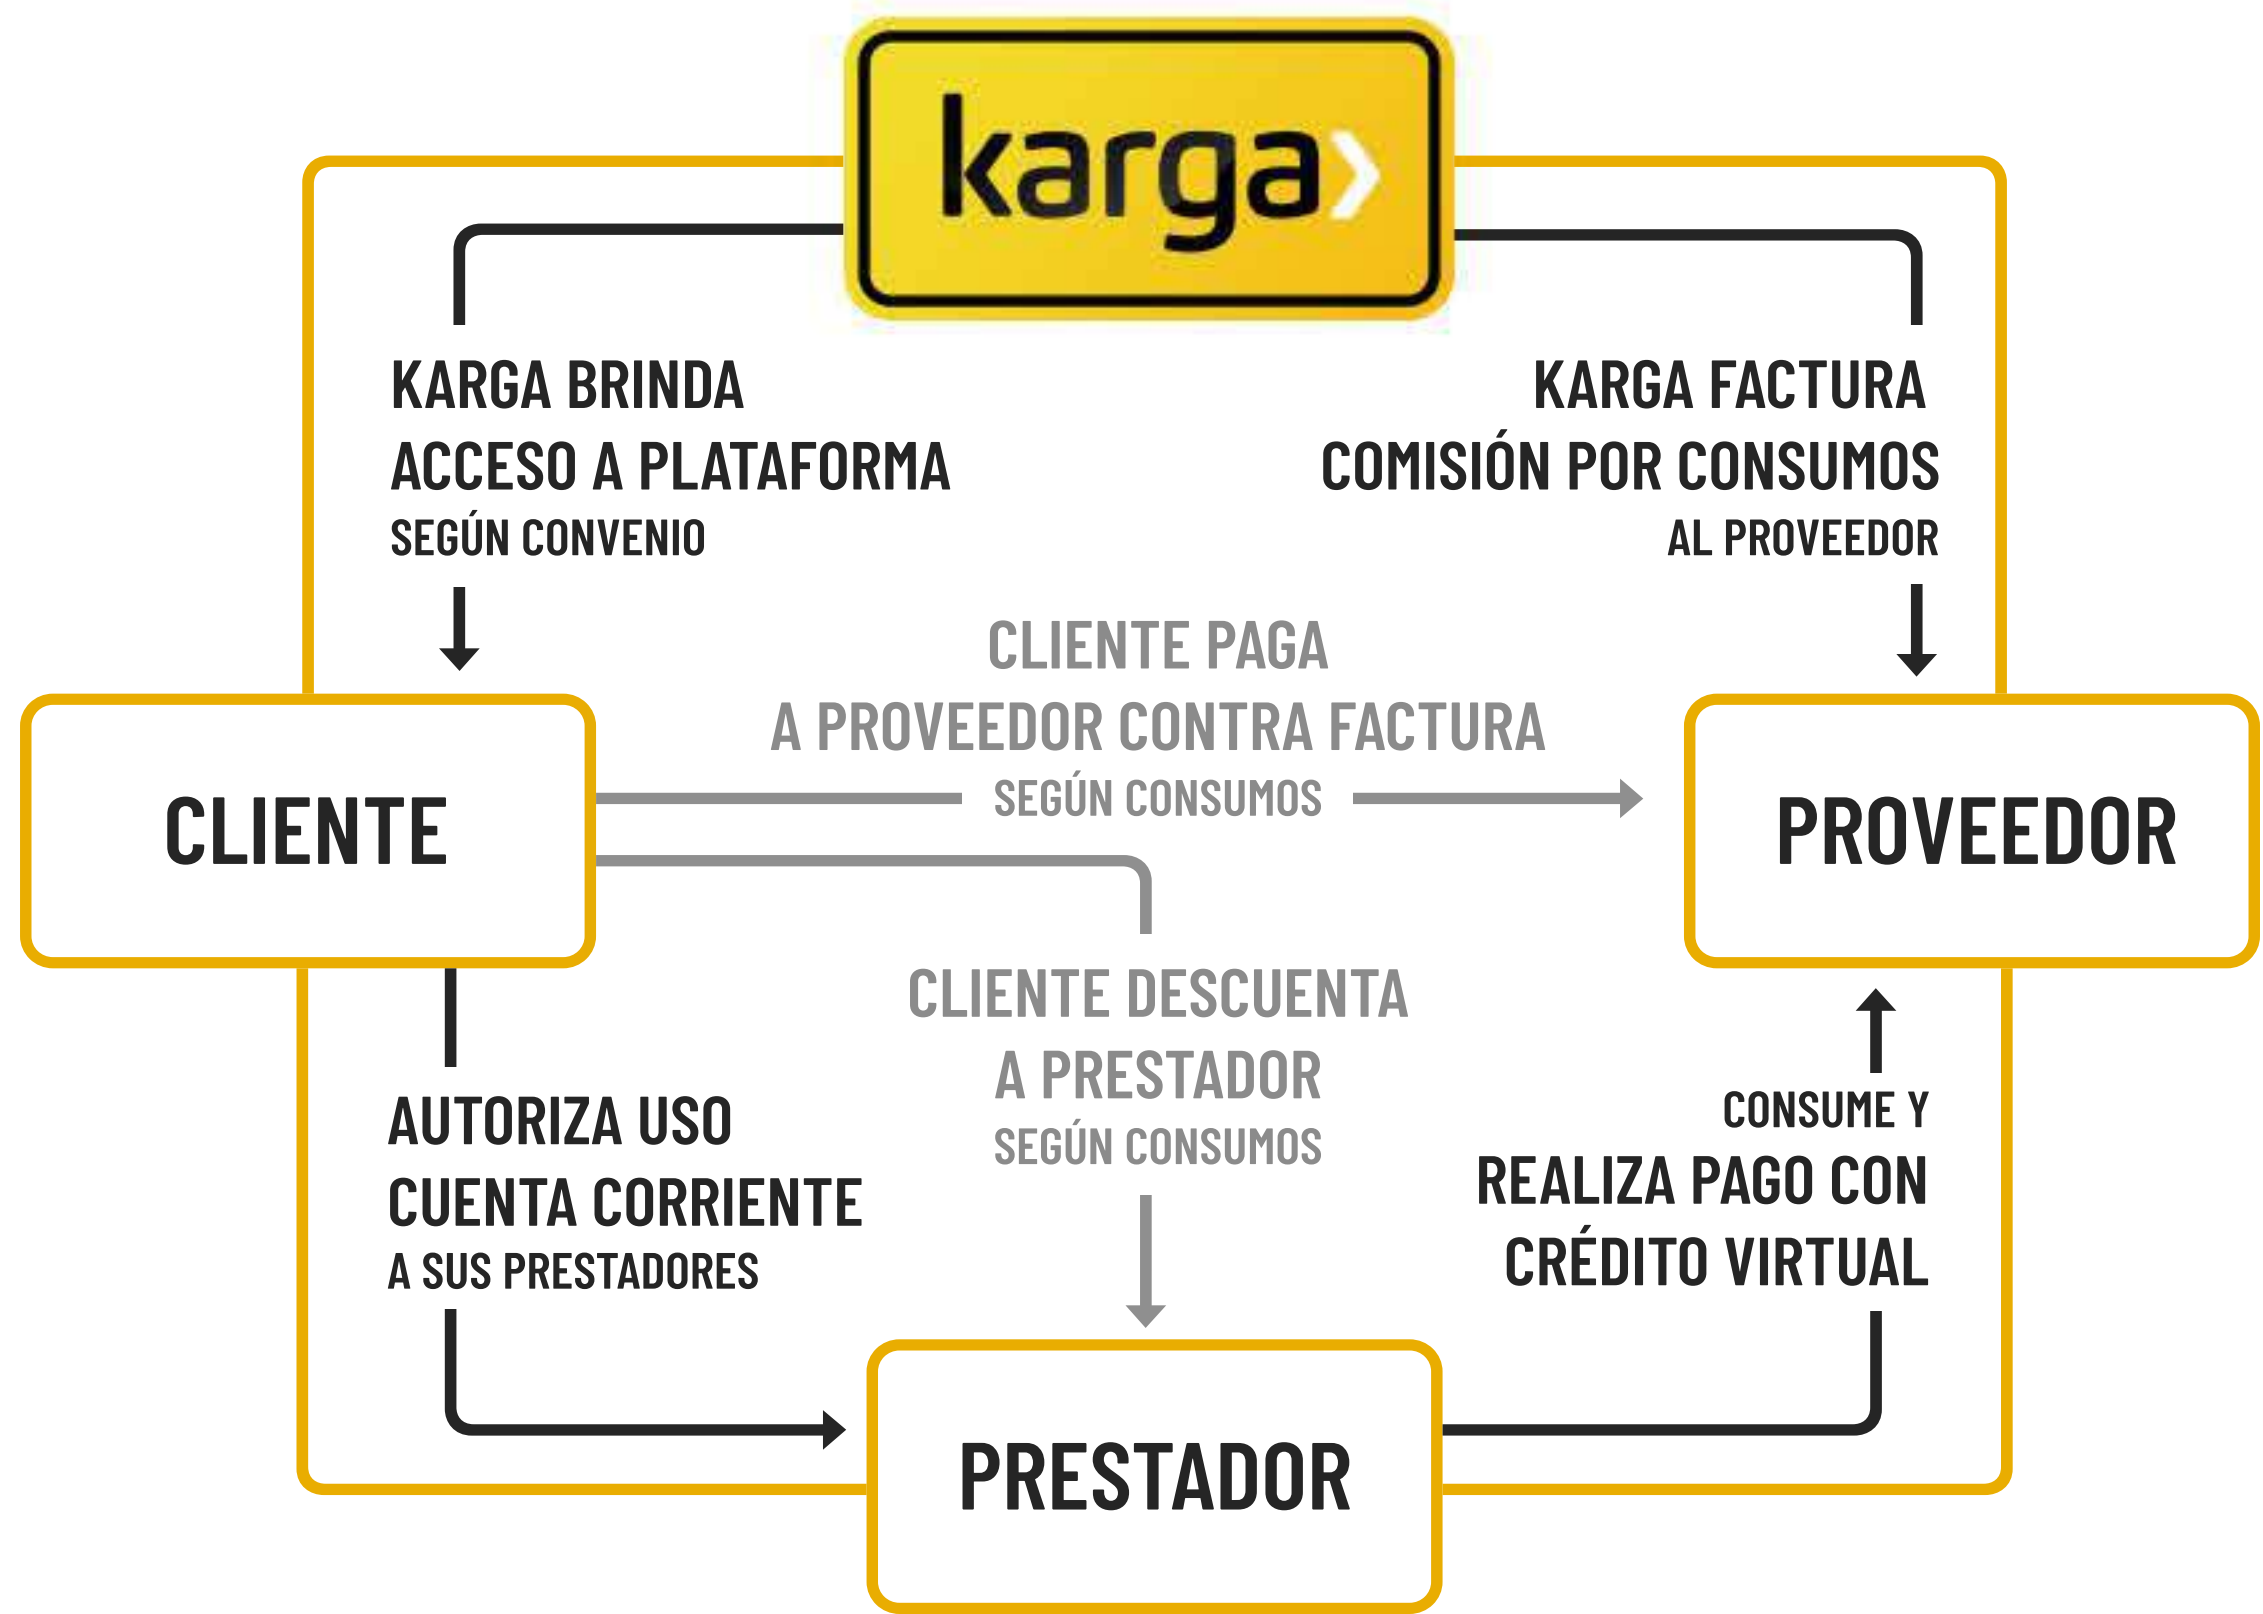 karga
KARGA BRINDA
ACCESO A PLATAFORMA
SEGÚN CONVENIO
KARGA FACTURA
COMISIÓN POR CONSUMOS
AL PROVEEDOR
CLIENTE PAGA
A PROVEEDOR CONTRA FACTURA
SEGÚN CONSUMOS
CLIENTE
PROVEEDOR
CLIENTE DESCUENTA
A PRESTADOR
SEGÚN CONSUMOS
AUTORIZA USO
CUENTA CORRIENTE
A SUS PRESTADORES
CONSUME Y
REALIZA PAGO CON
CRÉDITO VIRTUAL
PRESTADOR